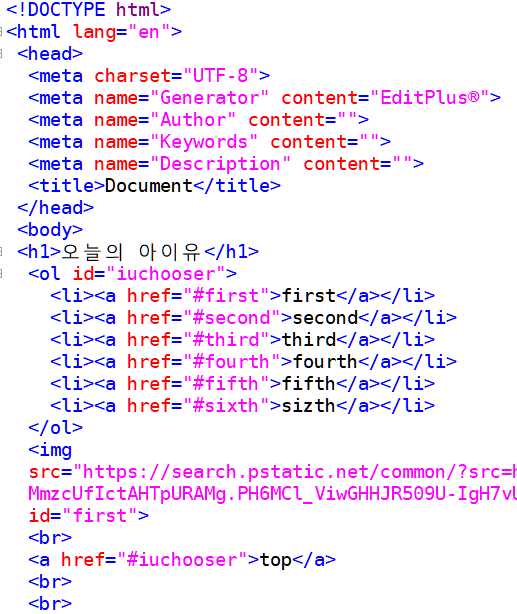 <!DOCTYPE html>
<html lang="en">
<head>
<meta charset="UTF-8">
<meta name="Generator" content="EditPlus®">
<meta name="Author" content="">
<meta name="Keywords" content="">
<meta name="Description" content="">
<title>Document</title>
</head>
<body>
<h1>오늘의 아이유</h1>
<ol id="iuchooser">
<li><a href="#first">first</a></li>
<li><a href="#second">second</a></li>
<li><a href="#third">third</a></li>
<li><a href="#fourth">fourth</a></li>
<li><a href="#fifth">fifth</a></li>
<li><a href="#sixth">sizth</a></li>
</ol>
<img
src="https://search.pstatic.net/common/?src=h
MmzcUfIctAHTpURAMg.PH6MCl_ViwGHHJR509U-IgH7vU
id="first">
<br>
<a href="#iuchooser">top</a>
<br>
<br>